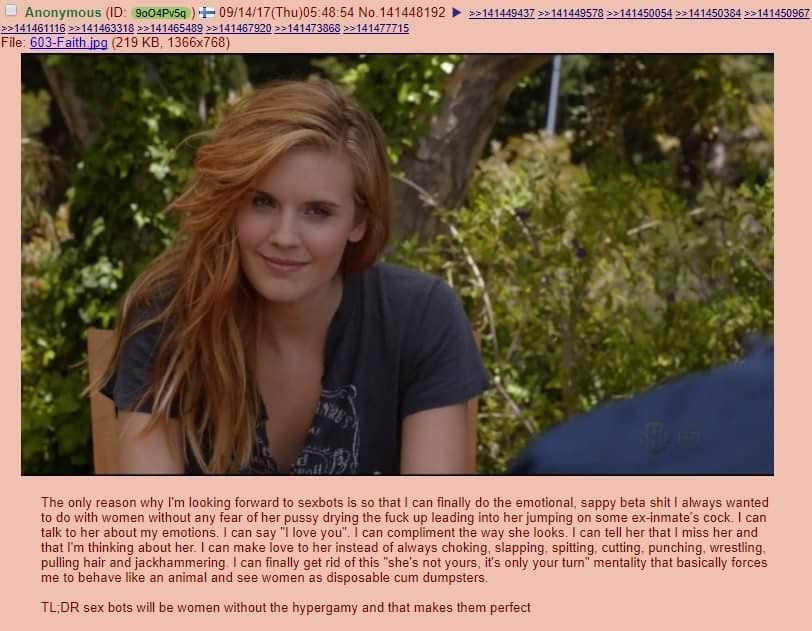 Anonymous (ID: 9oO4Pv5q) 09/14/17(Thu)05:48:54 No.141448192 ▶ >>141449437 >>141449578 >>141450054 >>141450384 >>141450967
>>141461116 >>141463318 >>141465489 >>141467920 >>141473868 >>141477715
File: 603-Faith.jpg (219 KB, 1366x768)
The only reason why I'm looking forward to sexbots is so that I can finally do the emotional, sappy beta shit I always wanted
to do with women without any fear of her pussy drying the fuck up leading into her jumping on some ex-inmate's cock. I can
talk to her about my emotions. I can say "I love you". I can compliment the way she looks. I can tell her that I miss her and
that I'm thinking about her. I can make love to her instead of always choking, slapping, spitting, cutting, punching, wrestling,
pulling hair and jackhammering. I can finally get rid of this "she's not yours, it's only your turn" mentality that basically forces
me to behave like an animal and see women as disposable cum dumpsters.
TL;DR sex bots will be women without the hypergamy and that makes them perfect